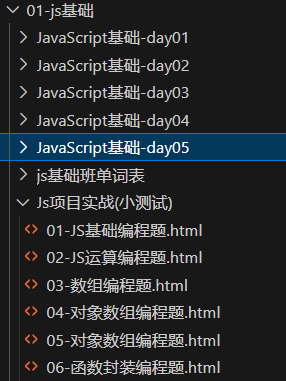 01-js基础
JavaScript基础-day01
JavaScript基础-day02
JavaScript基础-day03
JavaScript基础-day04
JavaScript基础-day05
js基础班单词表
Js项目实战(小测试)
01-JS基础编程题.html
02-JS运算编程题.html
03-数组编程题.html
04-对象数组编程题.html
05-对象数组编程题.html
06-函数封装编程题.html